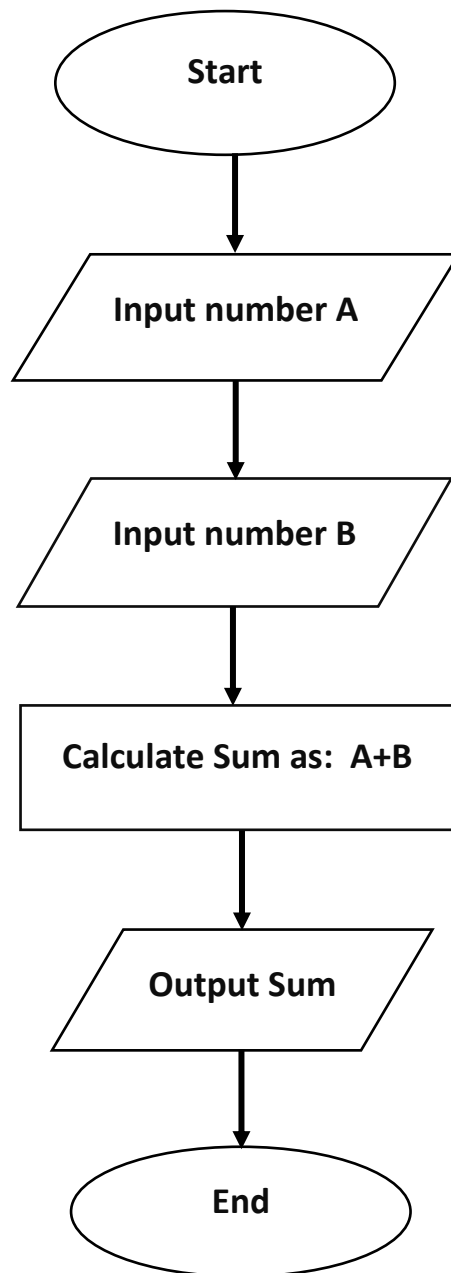 Start
Input number A
Input number B
Calculate Sum as:  A+B
Output Sum
End